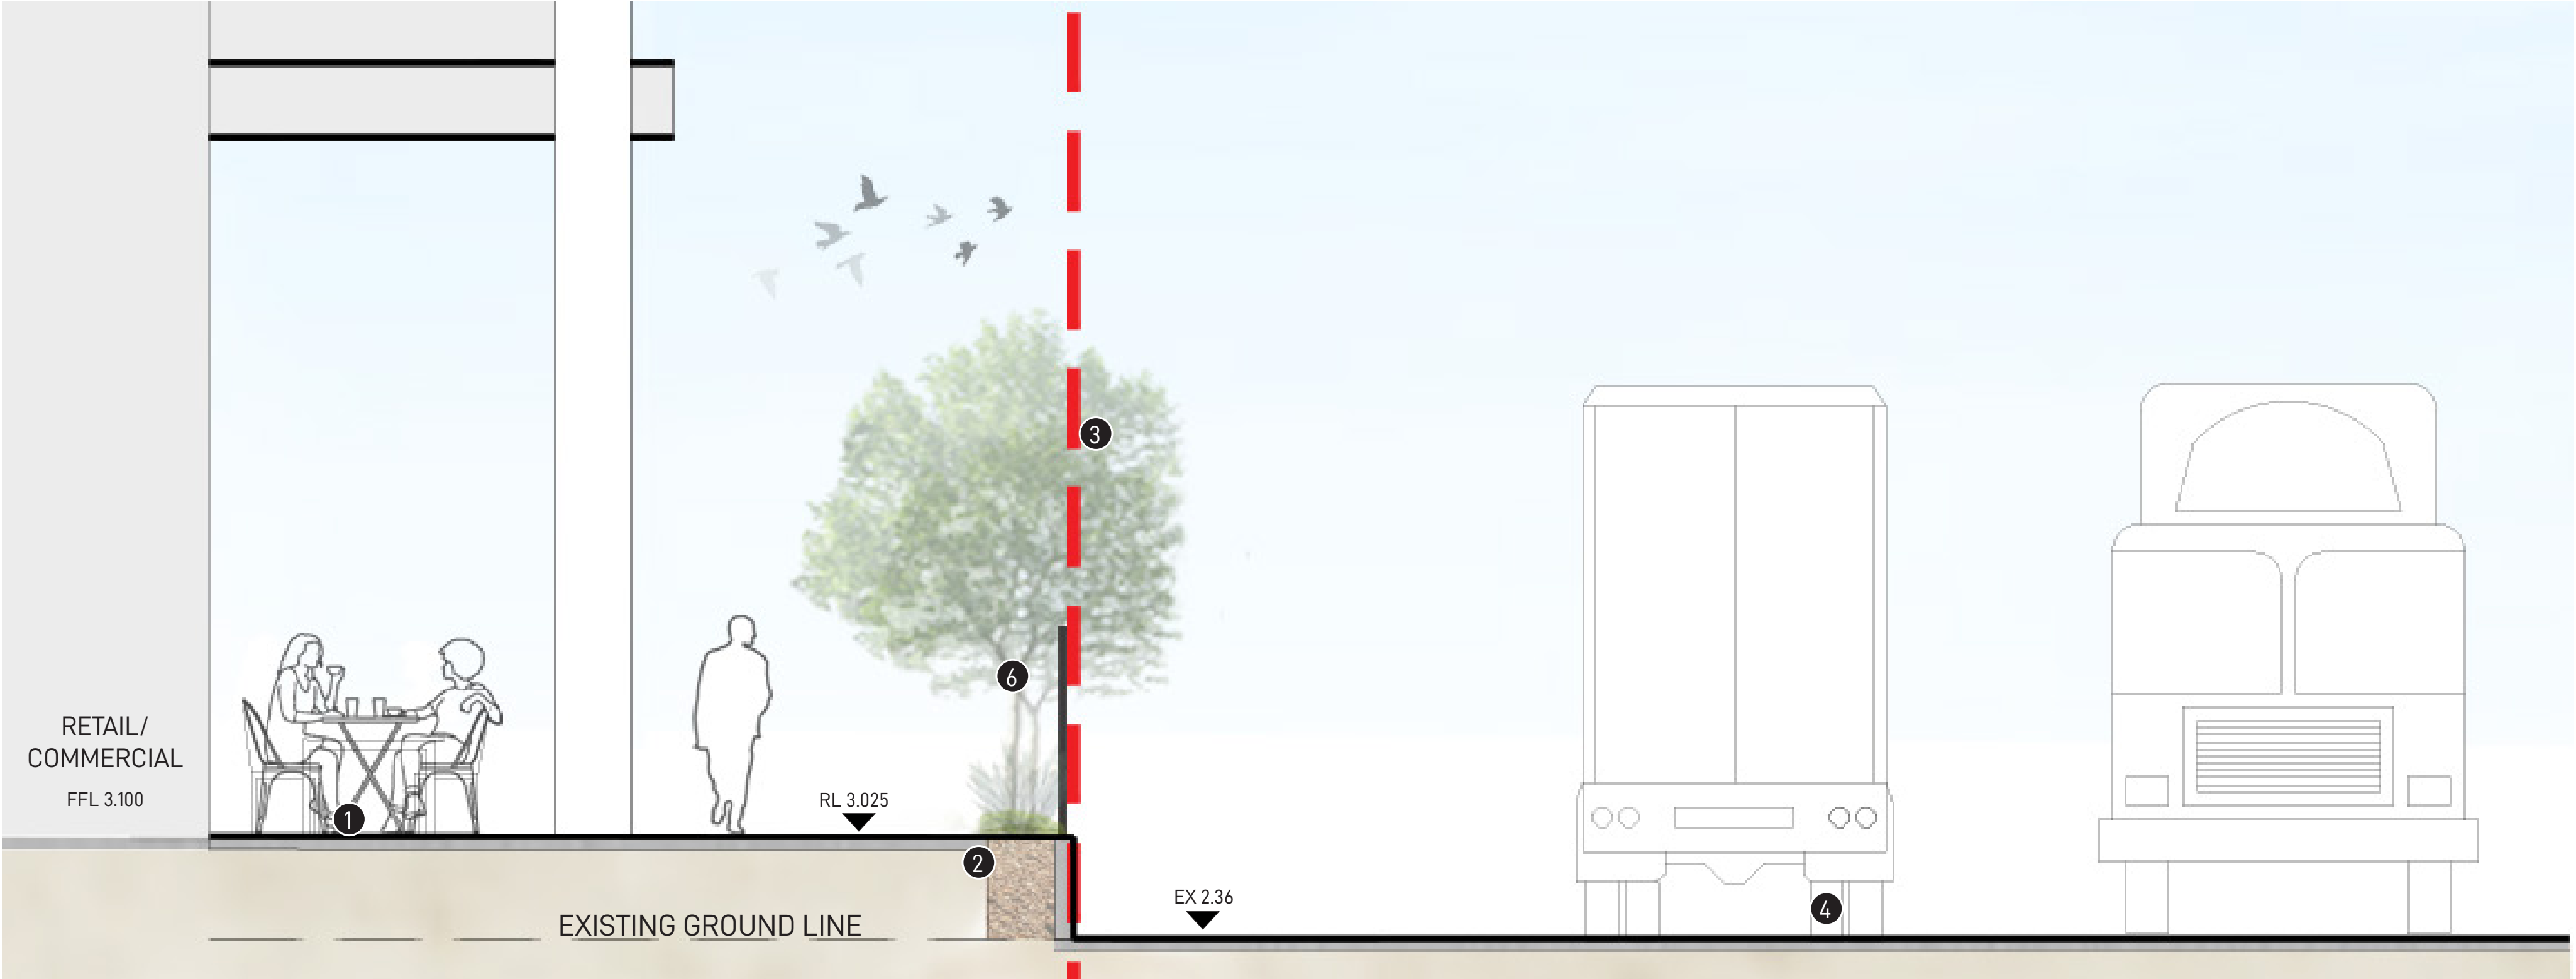 3
6
RETAIL/
COMMERCIAL
FFL 3.100
1
RL 3.025
2
EX 2.36
4
EXISTING GROUND LINE